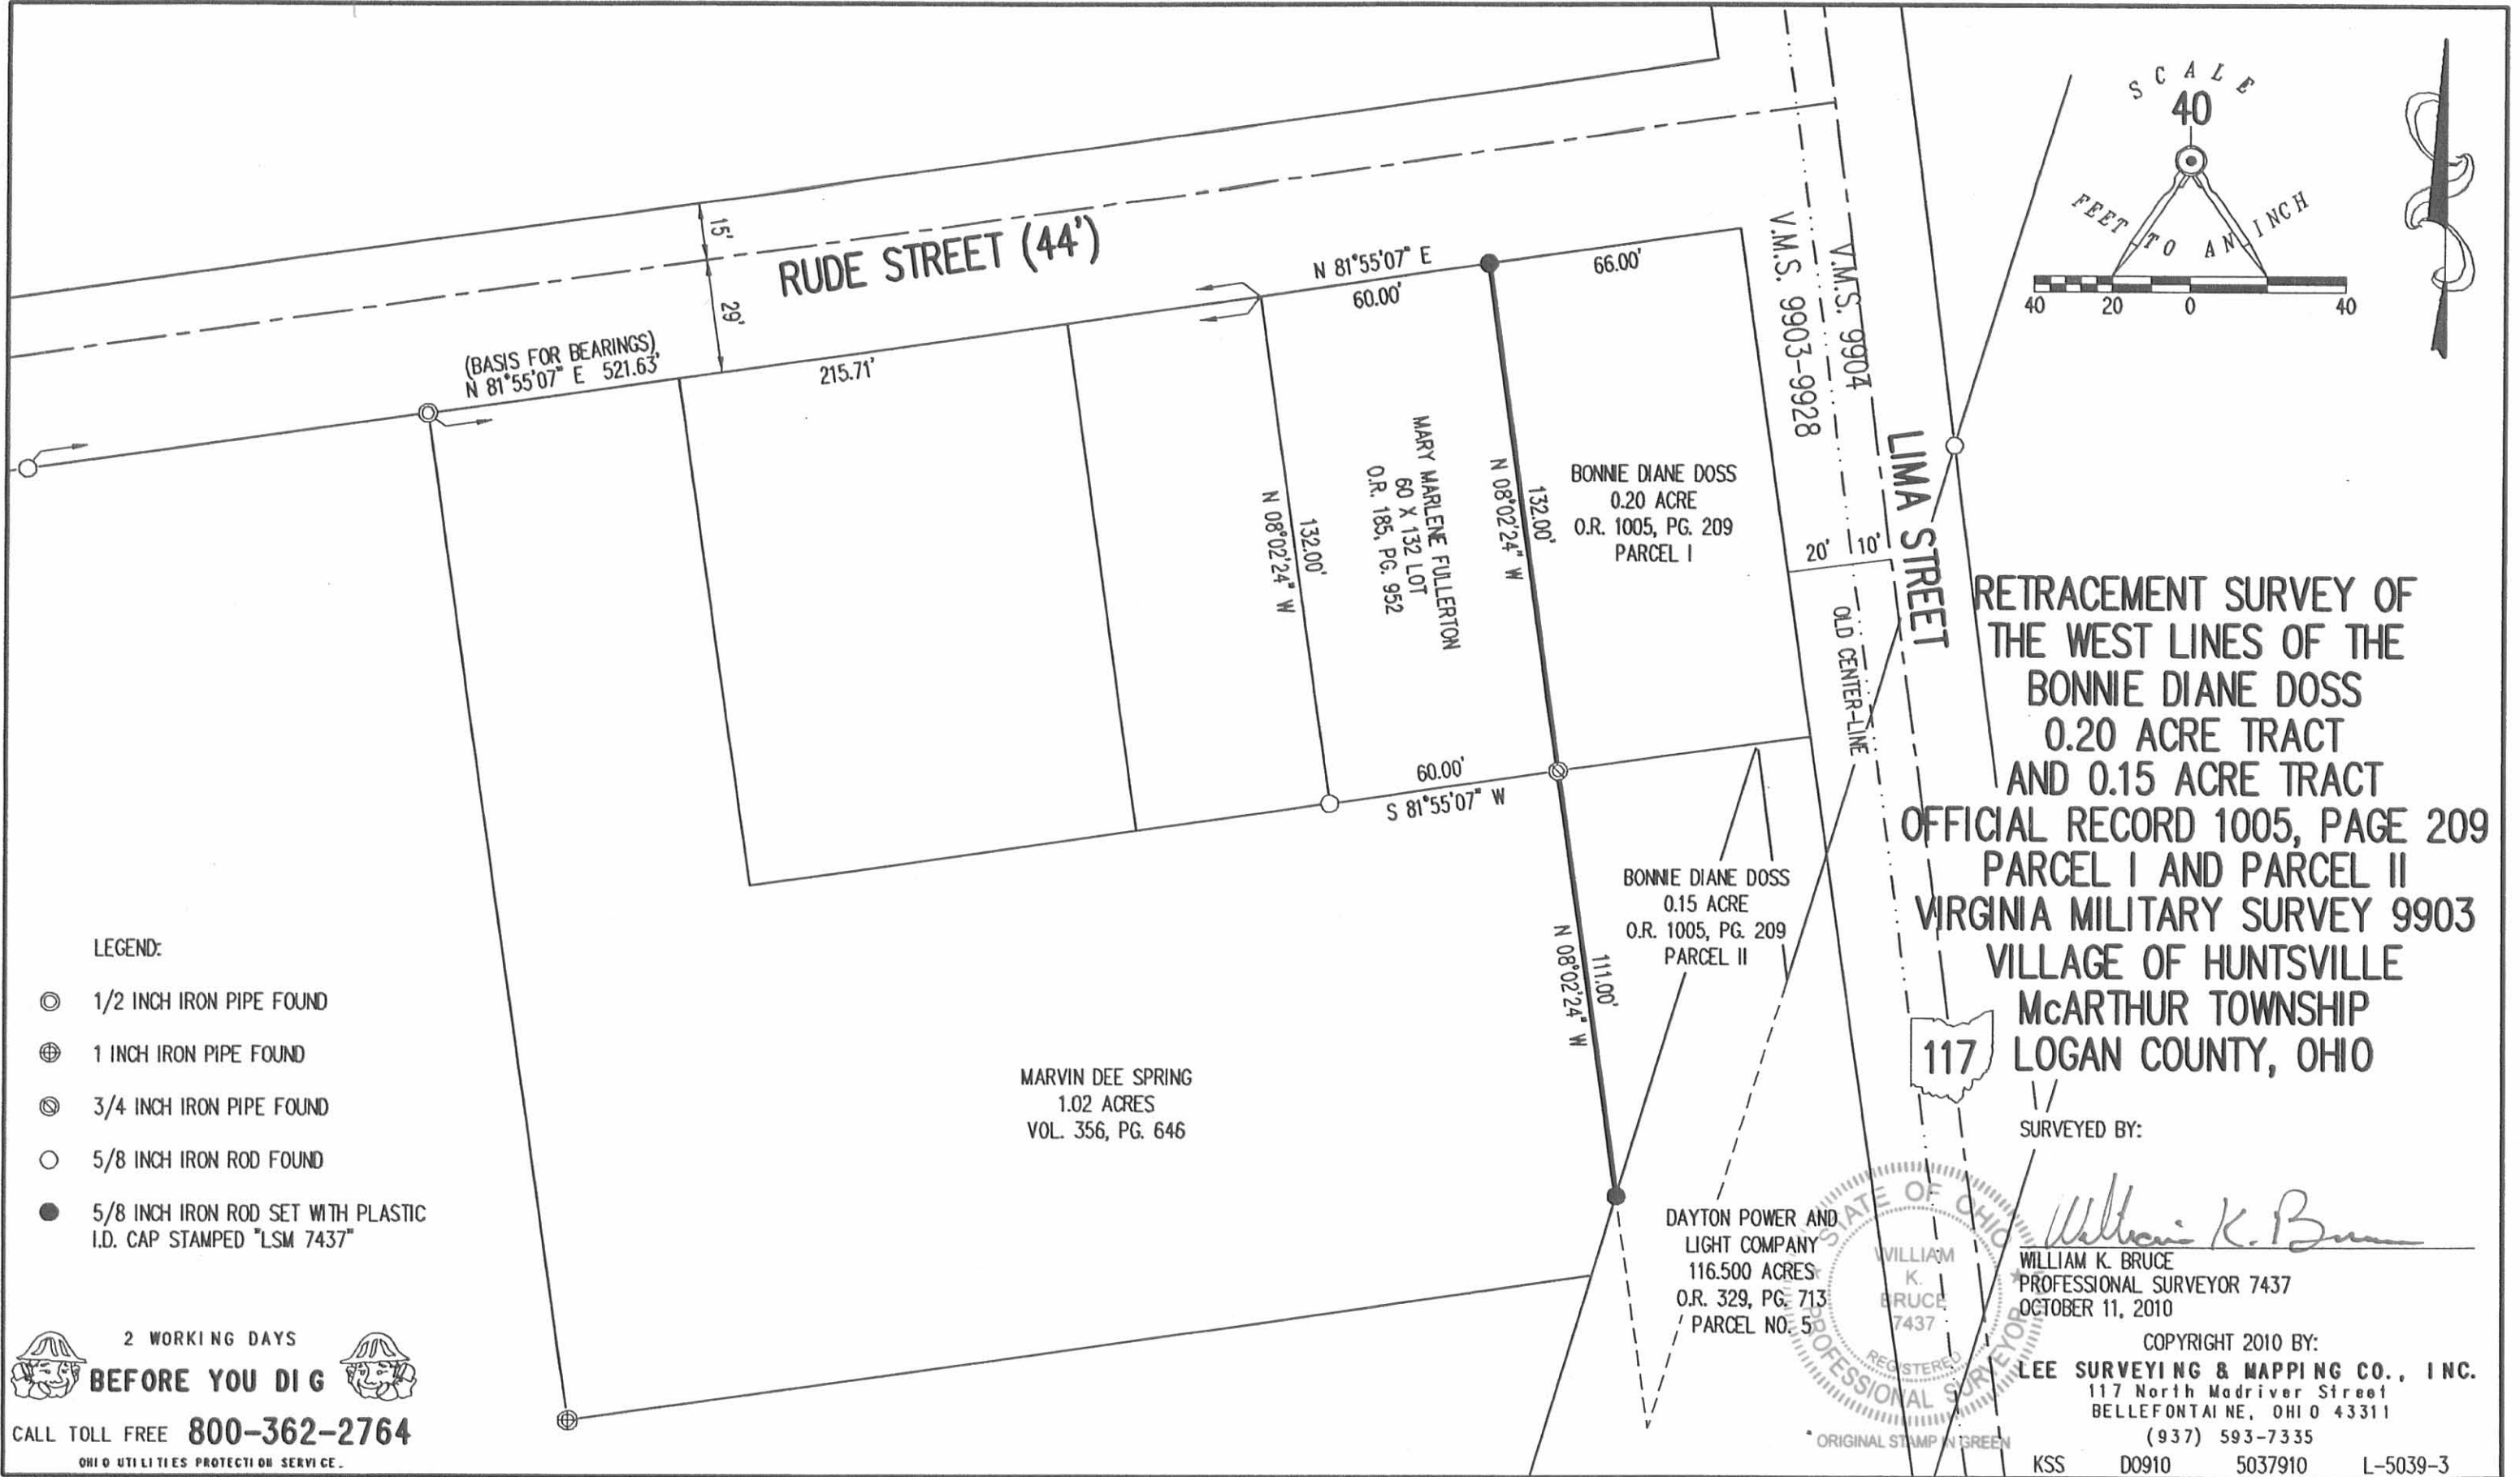 SCALE
40
FEET TO AN INCH
40 20 0 40
15'
RUDE STREET (44')
29'
(BASIS FOR BEARINGS)
N 81°55'07" E 521.63'
215.71'
N 81°55'07" E
60.00'
66.00'
V.M.S. 9903-9928
V.M.S. 9904
LIMA STREET
132.00'
N 08°02'24" W
MARY MARLENE FULLERTON
60 X 132 LOT
O.R. 185, PG. 952
132.00'
N 08°02'24" W
BONNIE DIANE DOSS
0.20 ACRE
O.R. 1005, PG. 209
PARCEL I
20' 10'
OLD CENTER-LINE
60.00'
S 81°55'07" W
BONNIE DIANE DOSS
0.15 ACRE
O.R. 1005, PG. 209
PARCEL II
111.00'
N 08°02'24" W
MARVIN DEE SPRING
1.02 ACRES
VOL. 356, PG. 646
DAYTON POWER AND
LIGHT COMPANY
116.500 ACRES
O.R. 329, PG. 713
PARCEL NO. 5
RETRACEMENT SURVEY OF
THE WEST LINES OF THE
BONNIE DIANE DOSS
0.20 ACRE TRACT
AND 0.15 ACRE TRACT
OFFICIAL RECORD 1005, PAGE 209
PARCEL I AND PARCEL II
VIRGINIA MILITARY SURVEY 9903
VILLAGE OF HUNTSVILLE
McARTHUR TOWNSHIP
LOGAN COUNTY, OHIO
117
LEGEND:
1/2 INCH IRON PIPE FOUND
1 INCH IRON PIPE FOUND
3/4 INCH IRON PIPE FOUND
5/8 INCH IRON ROD FOUND
5/8 INCH IRON ROD SET WITH PLASTIC
I.D. CAP STAMPED "LSM 7437"
2 WORKING DAYS
BEFORE YOU DIG
CALL TOLL FREE 800-362-2764
OHIO UTILITIES PROTECTION SERVICE.
STATE OF OHIO
WILLIAM
K.
BRUCE
7437
REGISTERED
PROFESSIONAL SURVEYOR
* ORIGINAL STAMP IN GREEN
SURVEYED BY:
William K. Bruce
WILLIAM K. BRUCE
PROFESSIONAL SURVEYOR 7437
OCTOBER 11, 2010
COPYRIGHT 2010 BY:
LEE SURVEYING & MAPPING CO., INC.
117 North Madriver Street
BELLEFONTAINE, OHIO 43311
(937) 593-7335
KSS D0910 5037910 L-5039-3